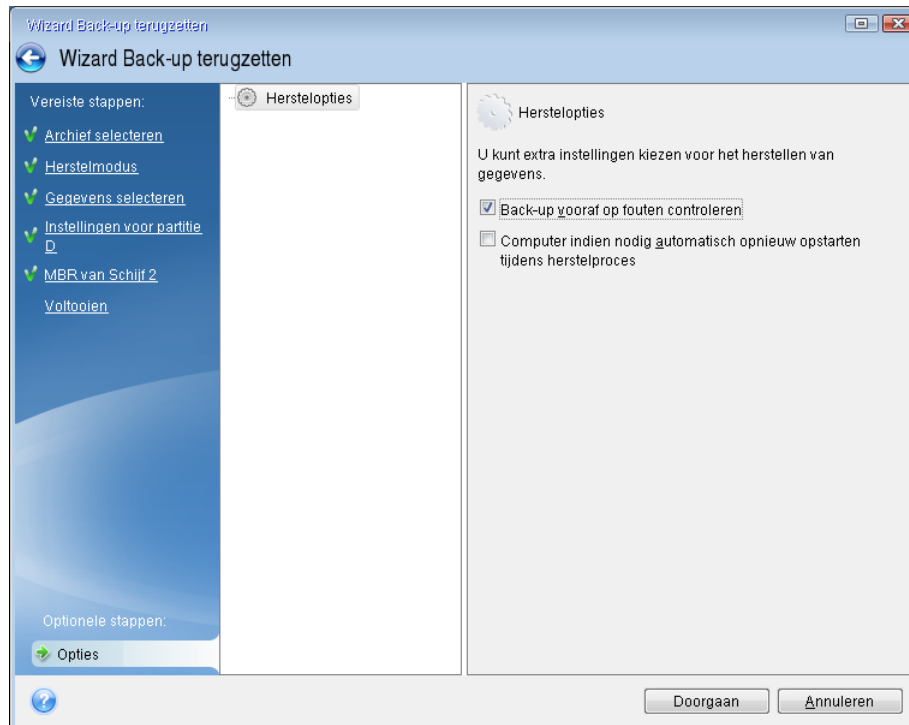 Wizard Back-up terugzetten
Wizard Back-up terugzetten
Vereiste stappen:
Archief selecteren
Herstelmodus
Gegevens selecteren
Instellingen voor partitie
D
MBR van Schijf 2
Voltooien
Optionele stappen:
Opties
Herstelopties
Herstelopties
U kunt extra instellingen kiezen voor het herstellen van
gegevens.
Back-up vooraf op fouten controleren
Computer indien nodig automatisch opnieuw opstarten
tijdens herstelproces
?
Doorgaan
Annuleren